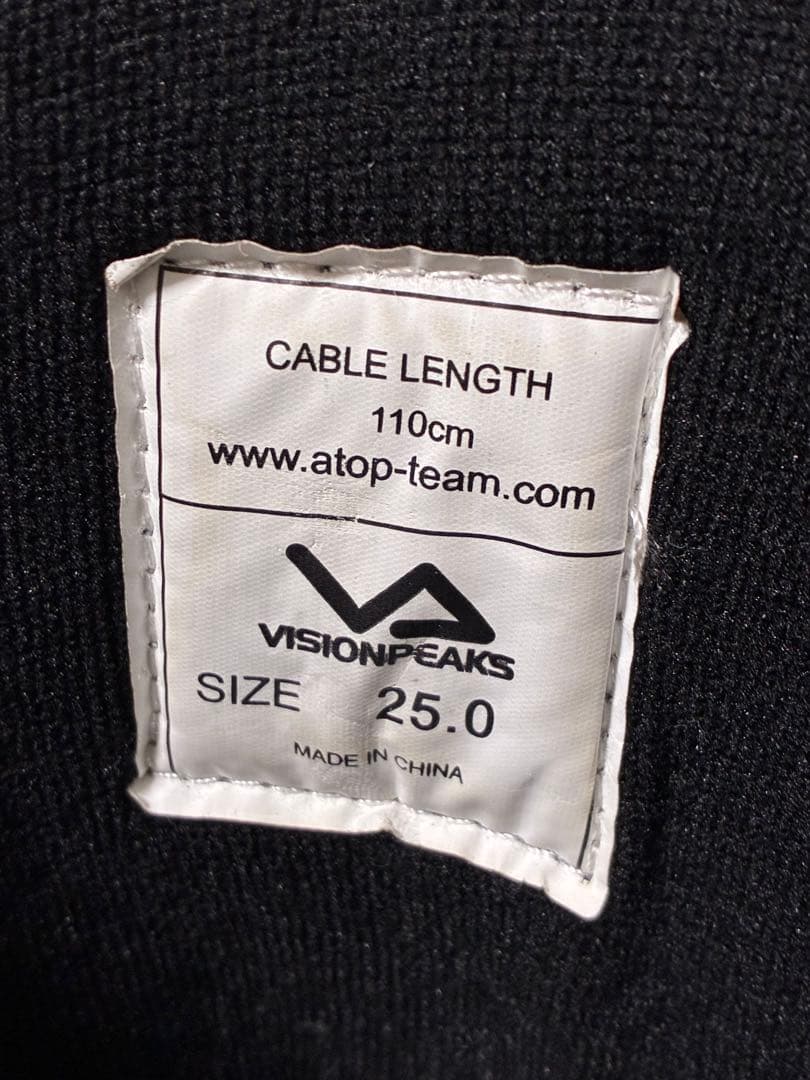 CABLE LENGTH
110cm
www.atop-team.com
VISIONPEAKS
SIZE 25.0
MADE IN CHINA